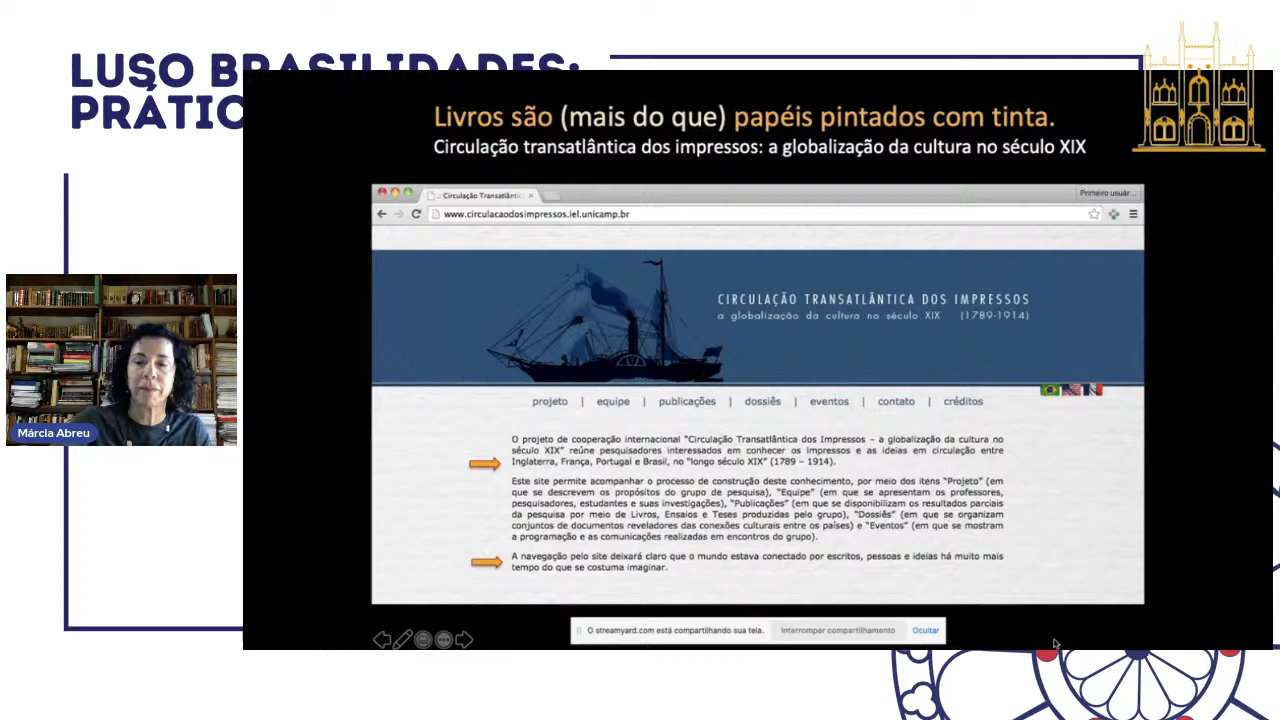 LUSO BRASILIDADES:
PRÁTIC
Livros são (mais do que) papéis pintados com tinta.
Circulação transatlântica dos impressos: a globalização da cultura no século XIX
.: Circulação Transatlântic
Primeiro usuár...
www.circulacaodosimpressos.iel.unicamp.br
CIRCULAÇÃO TRANSATLÂNTICA DOS IMPRESSOS
a globalização da cultura no século XIX (1789-1914)
projeto | equipe | publicações | dossiês | eventos | contato | créditos
O projeto de cooperação internacional “Circulação Transatlântica dos Impressos – a globalização da cultura no
século XIX” reúne pesquisadores interessados em conhecer os impressos e as ideias em circulação entre
Inglaterra, França, Portugal e Brasil, no “longo século XIX” (1789 – 1914).
Este site permite acompanhar o processo de construção deste conhecimento, por meio dos itens “Projeto” (em
que se descrevem os propósitos do grupo de pesquisa), “Equipe” (em que se apresentam os professores,
pesquisadores, estudantes e suas investigações), “Publicações” (em que se disponibilizam os resultados parciais
da pesquisa por meio de Livros, Ensaios e Teses produzidas pelo grupo), “Dossiês” (em que se organizam
conjuntos de documentos reveladores das conexões culturais entre os países) e “Eventos” (em que se mostram
a programação e as comunicações realizadas em encontros do grupo).
A navegação pelo site deixará claro que o mundo estava conectado por escritos, pessoas e ideias há muito mais
tempo do que se costuma imaginar.
Márcia Abreu
O streamyard.com está compartilhando sua tela.
Interromper compartilhamento
Ocultar